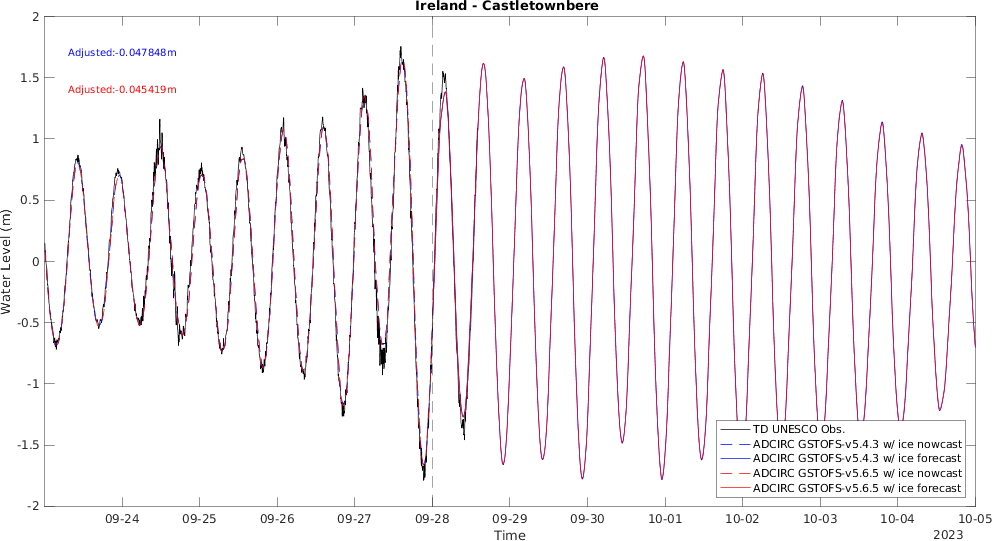 Ireland - Castletownbere
2
1.5
1
0.5
0
-0.5
-1
-1.5
-2
Water Level (m)
Adjusted:-0.047848m
Adjusted:-0.045419m
TD UNESCO Obs.
ADCIRC GSTOFS-v5.4.3 w/ ice nowcast
ADCIRC GSTOFS-v5.4.3 w/ ice forecast
ADCIRC GSTOFS-v5.6.5 w/ ice nowcast
ADCIRC GSTOFS-v5.6.5 w/ ice forecast
09-24 09-25 09-26 09-27 09-28 09-29 09-30 10-01 10-02 10-03 10-04 10-05
Time
2023